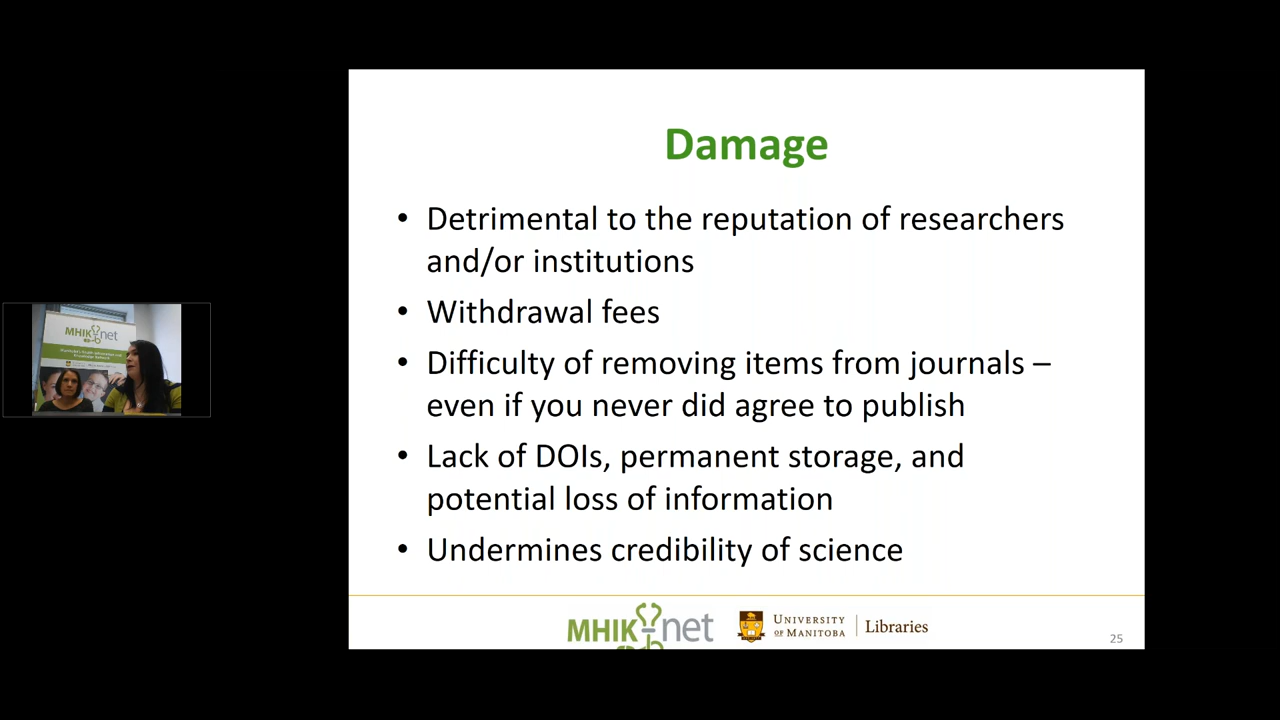 Damage
• Detrimental to the reputation of researchers
and/or institutions
• Withdrawal fees
• Difficulty of removing items from journals –
even if you never did agree to publish
• Lack of DOIs, permanent storage, and
potential loss of information
• Undermines credibility of science
MHIKnet
UNIVERSITY
OF MANITOBA
Libraries
25
MHIKnet